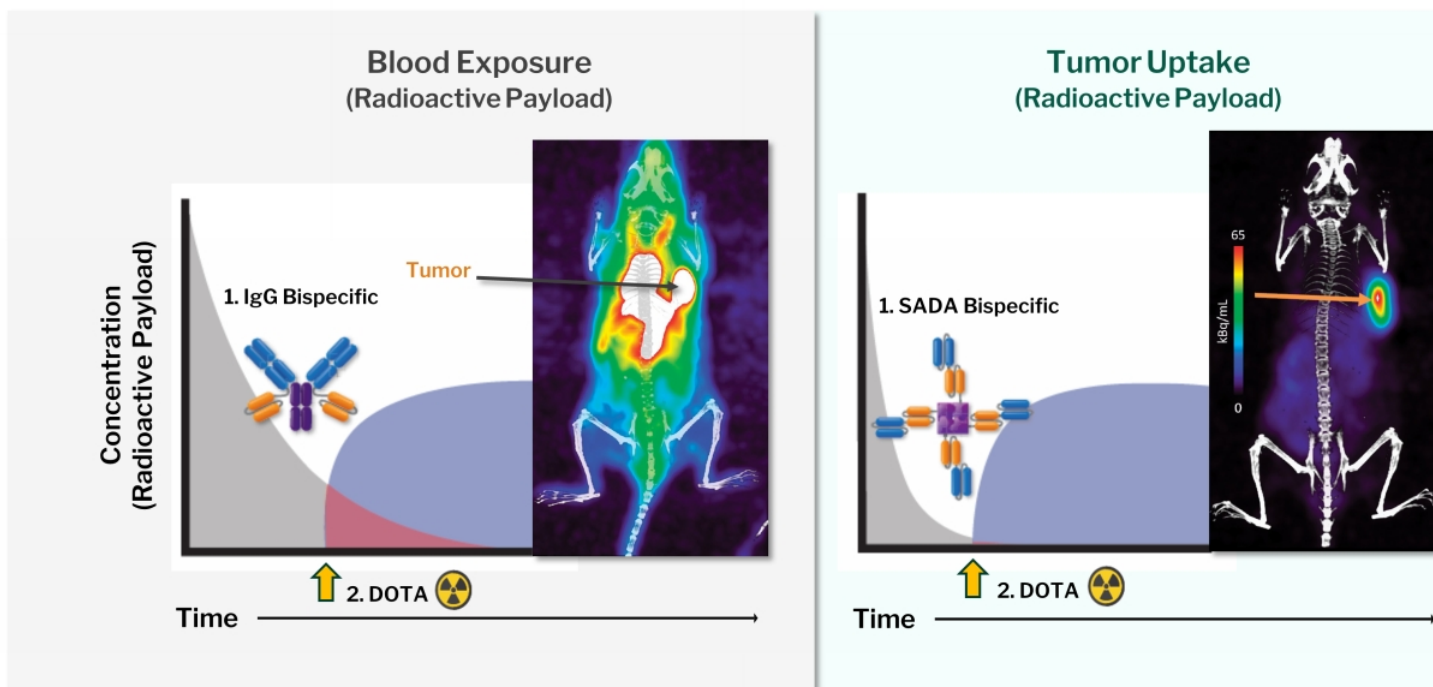 Blood Exposure
(Radioactive Payload)
Concentration
(Radioactive Payload)
1. IgG Bispecific
Tumor
2. DOTA
Time
Tumor Uptake
(Radioactive Payload)
1. SADA Bispecific
65
kBq/mL
0
2. DOTA
Time